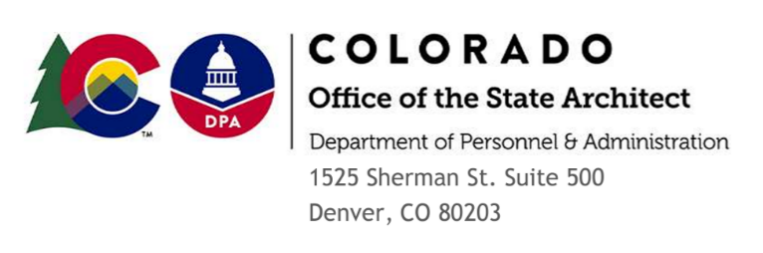 COLORADO
Office of the State Architect
Department of Personnel & Administration
1525 Sherman St. Suite 500
Denver, CO 80203
DPA
TM